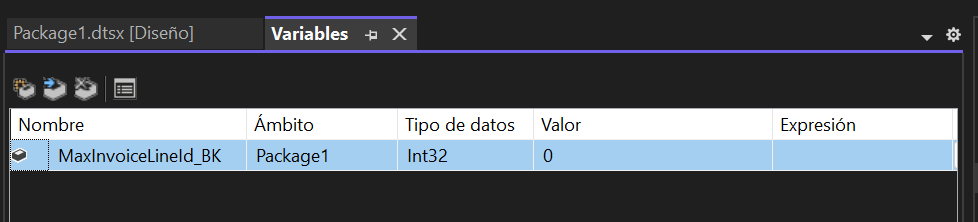 Package1.dtsx [Diseño] Variables
Nombre Ámbito Tipo de datos Valor Expresión
MaxInvoiceLineId_BK Package1 Int32 0